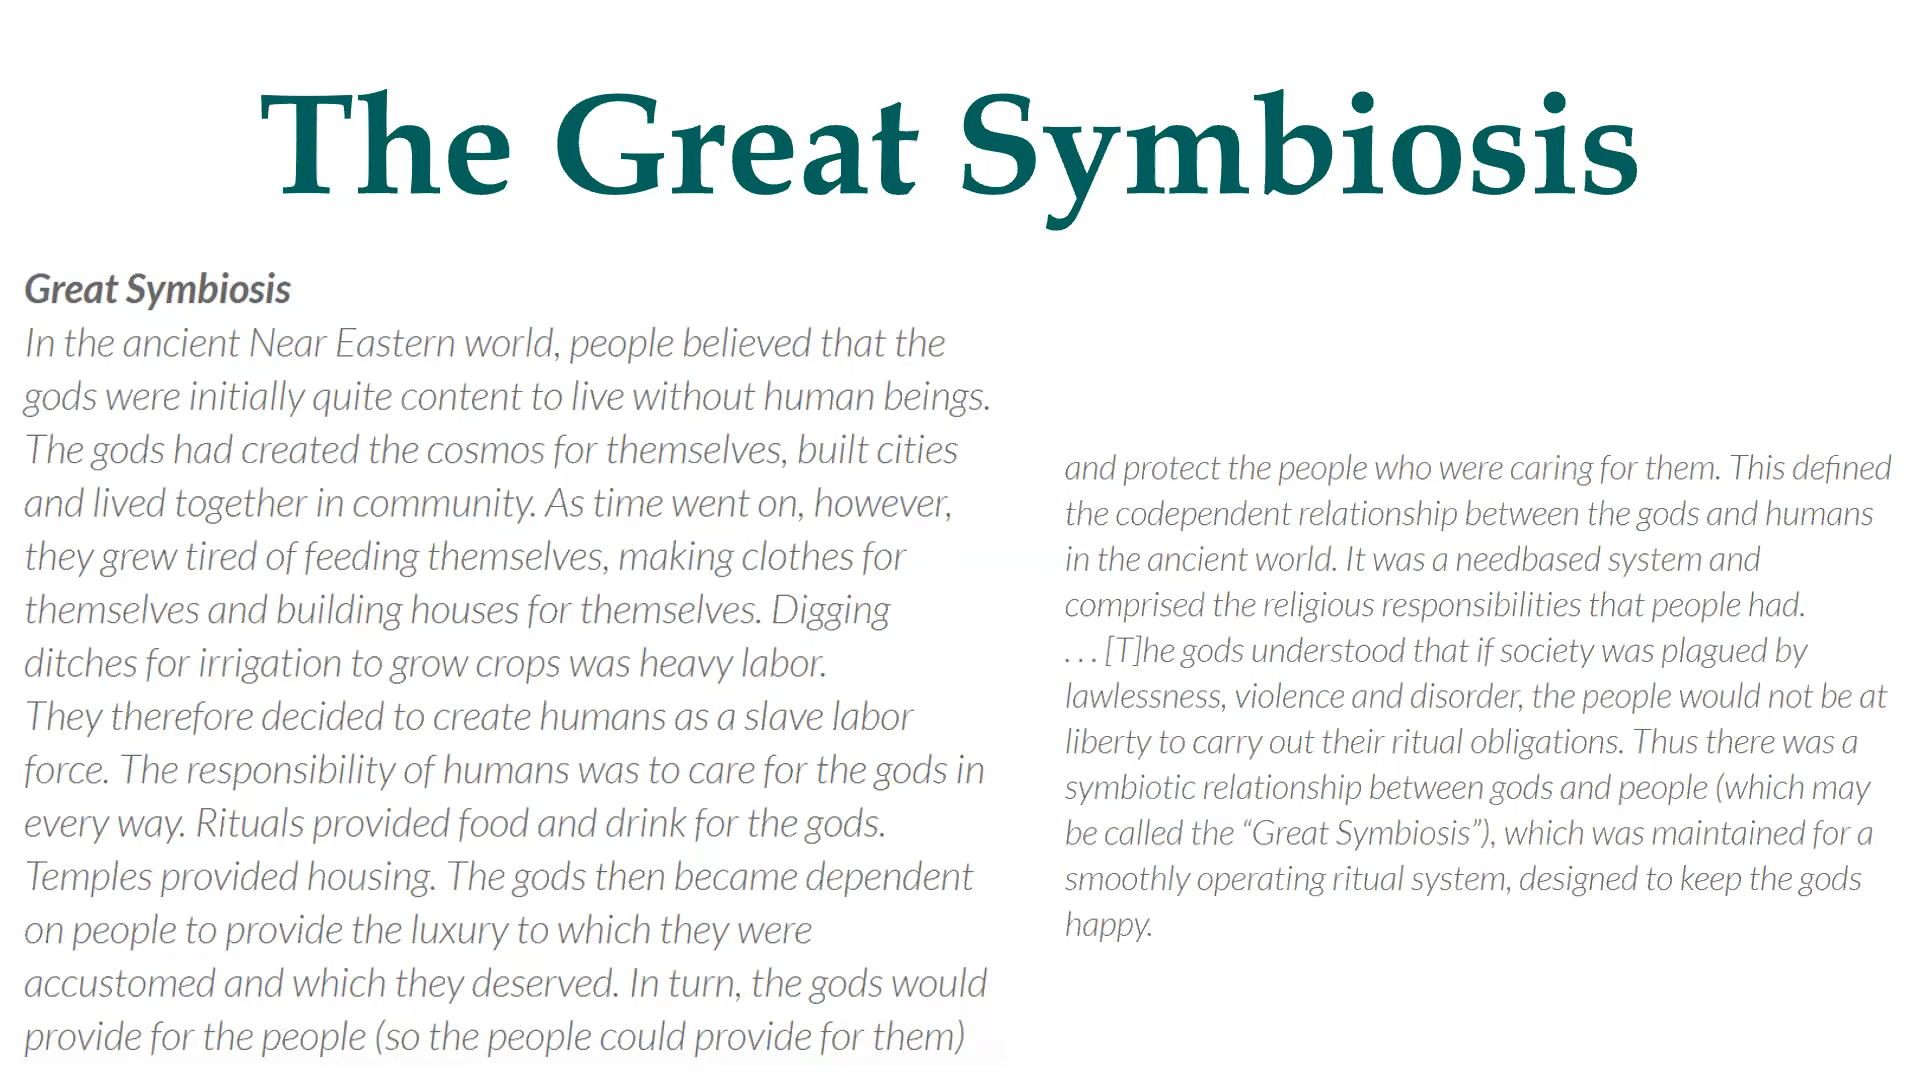 The Great Symbiosis
Great Symbiosis
In the ancient Near Eastern world, people believed that the
gods were initially quite content to live without human beings.
The gods had created the cosmos for themselves, built cities
and lived together in community. As time went on, however,
they grew tired of feeding themselves, making clothes for
themselves and building houses for themselves. Digging
ditches for irrigation to grow crops was heavy labor.
They therefore decided to create humans as a slave labor
force. The responsibility of humans was to care for the gods in
every way. Rituals provided food and drink for the gods.
Temples provided housing. The gods then became dependent
on people to provide the luxury to which they were
accustomed and which they deserved. In turn, the gods would
provide for the people (so the people could provide for them)
and protect the people who were caring for them. This defined
the codependent relationship between the gods and humans
in the ancient world. It was a needbased system and
comprised the religious responsibilities that people had.
. . . [T]he gods understood that if society was plagued by
lawlessness, violence and disorder, the people would not be at
liberty to carry out their ritual obligations. Thus there was a
symbiotic relationship between gods and people (which may
be called the “Great Symbiosis”), which was maintained for a
smoothly operating ritual system, designed to keep the gods
happy.